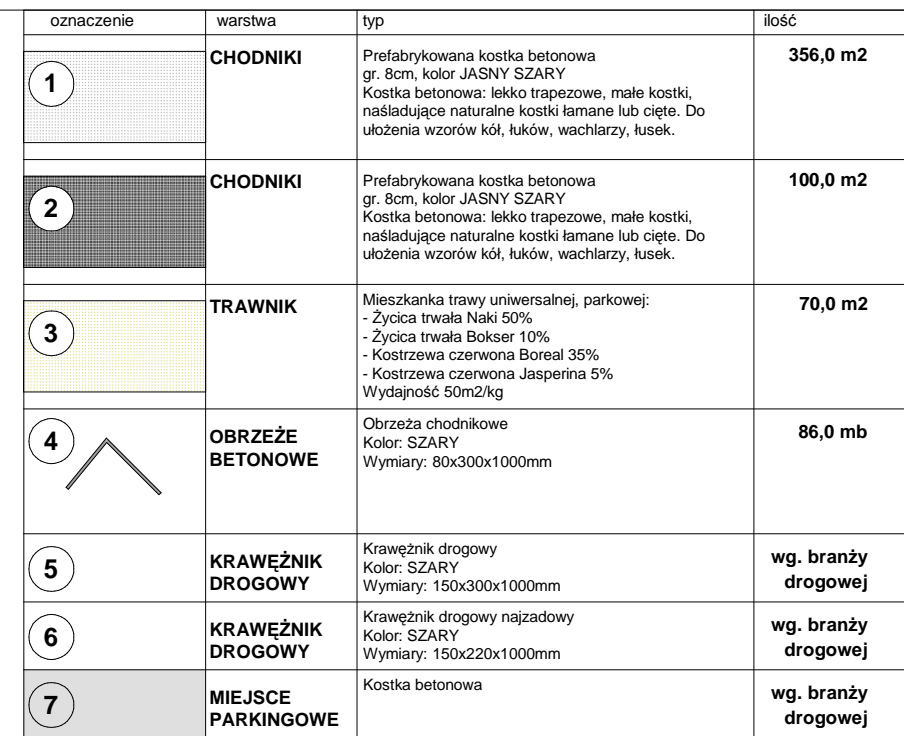 oznaczenie warstwa typ ilość
1
CHODNIKI
Prefabrykowana kostka betonowa
gr. 8cm, kolor JASNY SZARY
Kostka betonowa: lekko trapezowe, małe kostki,
naśladujące naturalne kostki łamane lub cięte. Do
ułożenia wzorów kół, łuków, wachlarzy, łusek.
356,0 m2
2
CHODNIKI
Prefabrykowana kostka betonowa
gr. 8cm, kolor JASNY SZARY
Kostka betonowa: lekko trapezowe, małe kostki,
naśladujące naturalne kostki łamane lub cięte. Do
ułożenia wzorów kół, łuków, wachlarzy, łusek.
100,0 m2
3
TRAWNIK
Mieszkanka trawy uniwersalnej, parkowej:
- Życica trwała Naki 50%
- Życica trwała Bokser 10%
- Kostrzewa czerwona Boreal 35%
- Kostrzewa czerwona Jasperina 5%
Wydajność 50m2/kg
70,0 m2
4
OBRZEŻE
BETONOWE
Obrzeża chodnikowe
Kolor: SZARY
Wymiary: 80x300x1000mm
86,0 mb
5
KRAWĘŻNIK
DROGOWY
Krawężnik drogowy
Kolor: SZARY
Wymiary: 150x300x1000mm
wg. branży
drogowej
6
KRAWĘŻNIK
DROGOWY
Krawężnik drogowy najzadowy
Kolor: SZARY
Wymiary: 150x220x1000mm
wg. branży
drogowej
7
MIEJSCE
PARKINGOWE
Kostka betonowa
wg. branży
drogowej